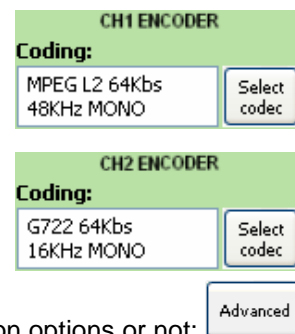 CH1 ENCODER
Coding:
MPEG L2 64Kbs
48KHz MONO
Select
codec
CH2 ENCODER
Coding:
G722 64Kbs
16KHz MONO
Select
codec
Advanced
on options or not: